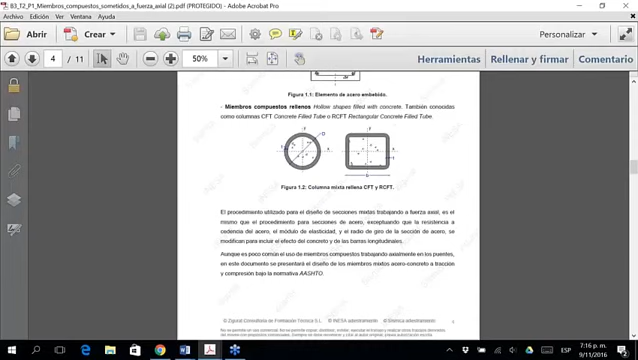 B3_T2_P1_Miembros_compuestos_sometidos_a_fuerza_axial (2).pdf (PROTEGIDO) - Adobe Acrobat Pro
Archivo Edición Ver Ventana Ayuda
Abrir Crear Personalizar
4 / 11 50% Herramientas Rellenar y firmar Comentario
Figura 1.1: Elemento de acero embebido.
- Miembros compuestos rellenos Hollow shapes filled with concrete. También conocidas
como columnas CFT Concrete Filled Tube o RCFT Rectangular Concrete Filled Tube.
Figura 1.2: Columna mixta rellena CFT y RCFT.
El procedimiento utilizado para el diseño de secciones mixtas trabajando a fuerza axial, es el
mismo que el procedimiento para secciones de acero, exceptuando que la resistencia a
cedencia del acero, el módulo de elasticidad, y el radio de giro de la sección de acero, se
modifican para incluir el efecto del concreto y de las barras longitudinales.
Aunque es poco común el uso de miembros compuestos trabajando axialmente en los puentes,
en este documento se presentará el diseño de los miembros mixtos acero-concreto a tracción
y compresión bajo la normativa AASHTO.
© Zigurat Consultoría de Formación Técnica S.L. © INESA adiestramiento
ESP
7:16 p. m.
9/11/2016